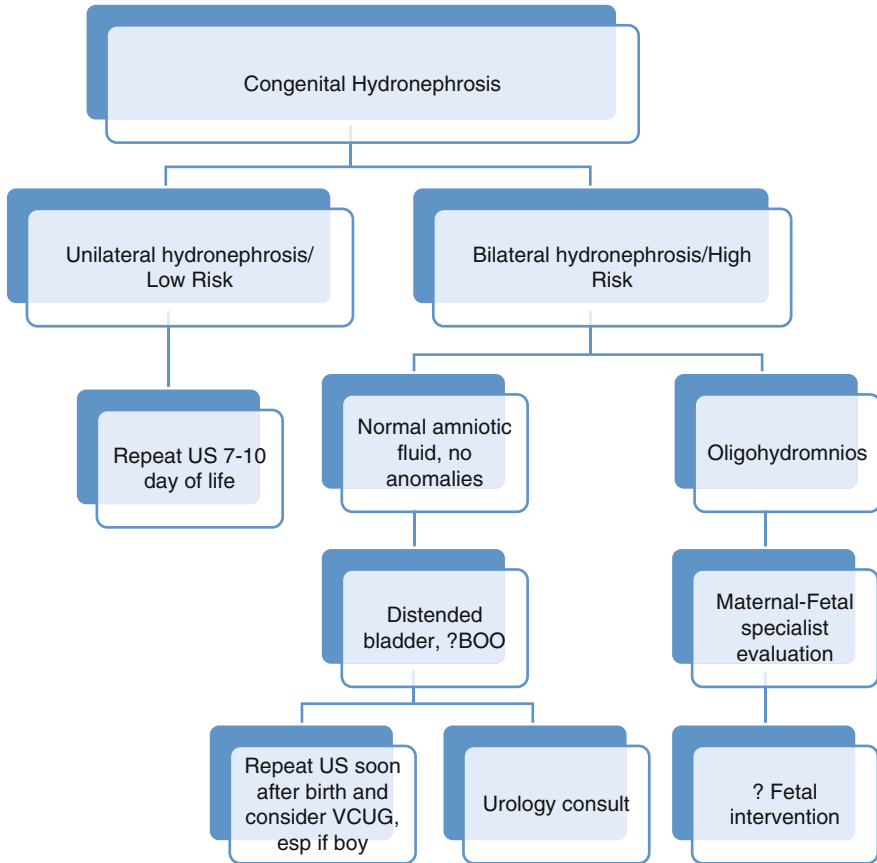 Congenital Hydronephrosis
Unilateral hydronephrosis/
Low Risk
Bilateral hydronephrosis/High
Risk
Repeat US 7-10
day of life
Normal amniotic
fluid, no
anomalies
Oligohydromnios
Distended
bladder, ?BOO
Maternal-Fetal
specialist
evaluation
Repeat US soon
after birth and
consider VCUG,
esp if boy
Urology consult
? Fetal
intervention